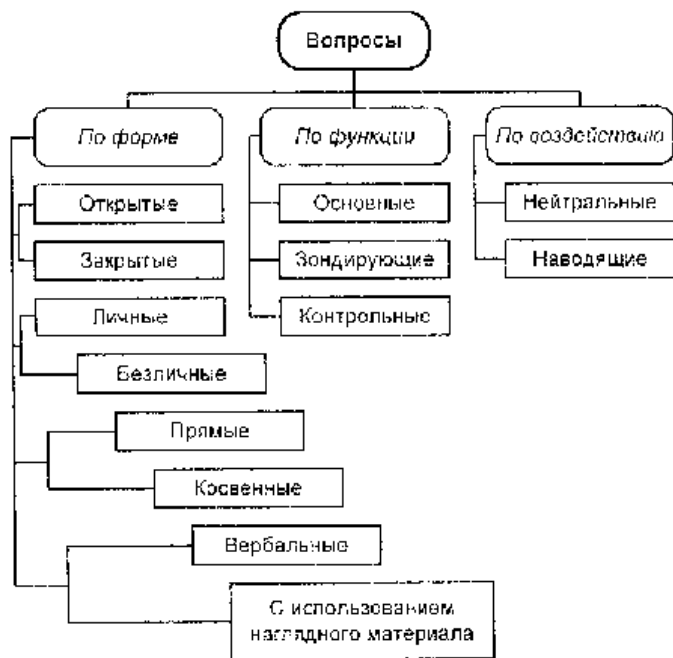 Вопросы
По форме
По функции
По воздействию
Открытые
Закрытые
Личные
Безличные
Прямые
Косвенные
Вербальные
С использованием
наглядного материала
Основные
Зондирующие
Контрольные
Нейтральные
Наводящие